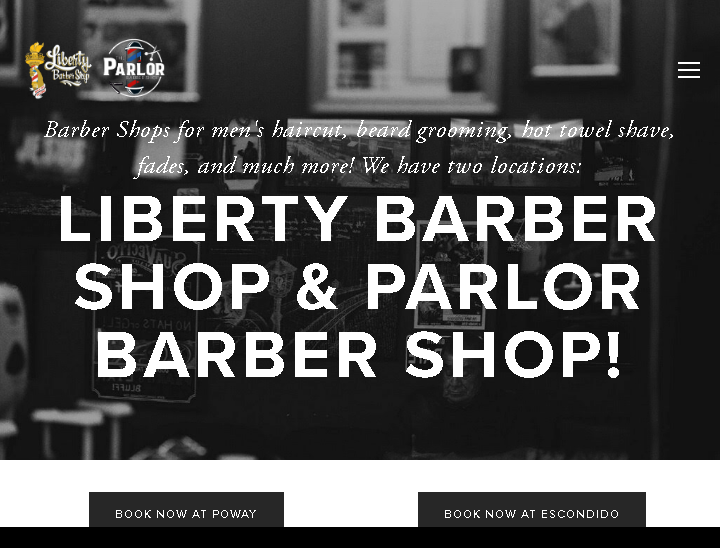 Liberty
Barber Shop
PARLOR
Barber Shops for men's haircut, beard grooming, hot towel shave,
fades, and much more! We have two locations:
LIBERTY BARBER
SHOP & PARLOR
BARBER SHOP!
BOOK NOW AT POWAY
BOOK NOW AT ESCONDIDO